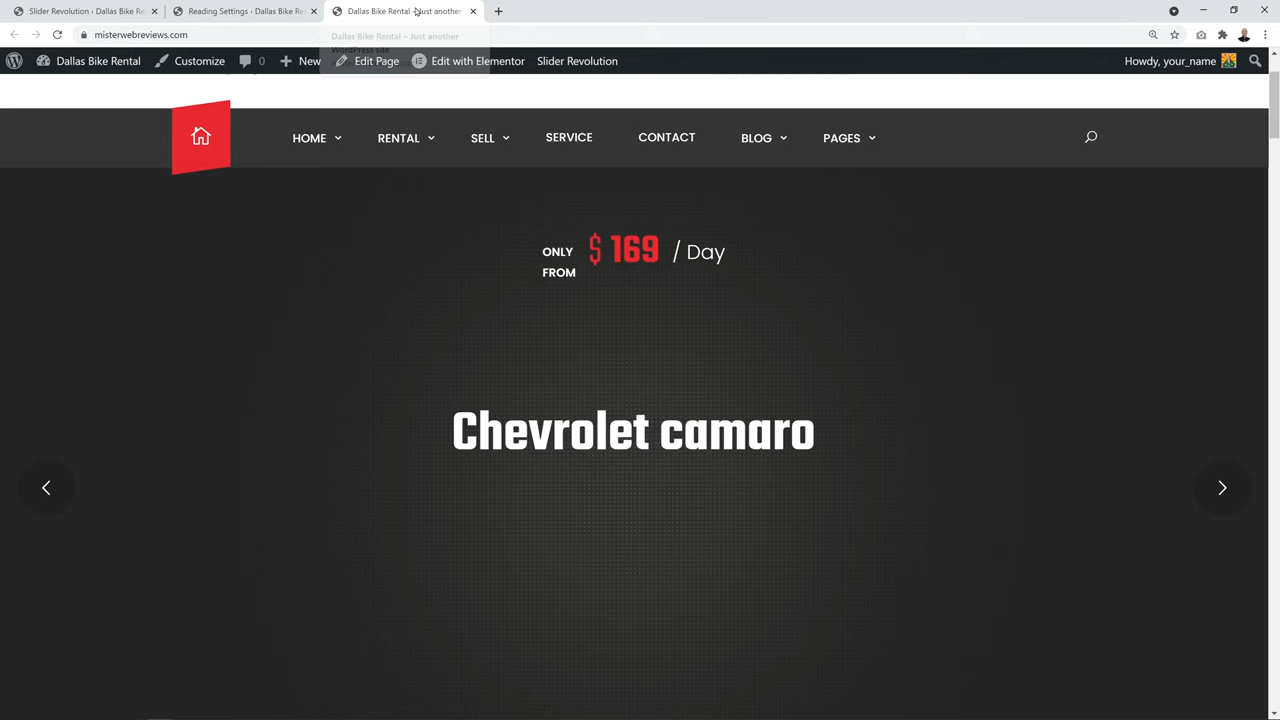 Slider Revolution ‹ Dallas Bike Re
Reading Settings ‹ Dallas Bike Re
Dallas Bike Rental – Just another
misterwebreviews.com
Dallas Bike Rental – Just another
WordPress site
Dallas Bike Rental
Customize
0
New
Edit Page
Edit with Elementor
Slider Revolution
Howdy, your_name
HOME
RENTAL
SELL
SERVICE
CONTACT
BLOG
PAGES
ONLY
FROM
$ 169 / Day
Chevrolet camaro